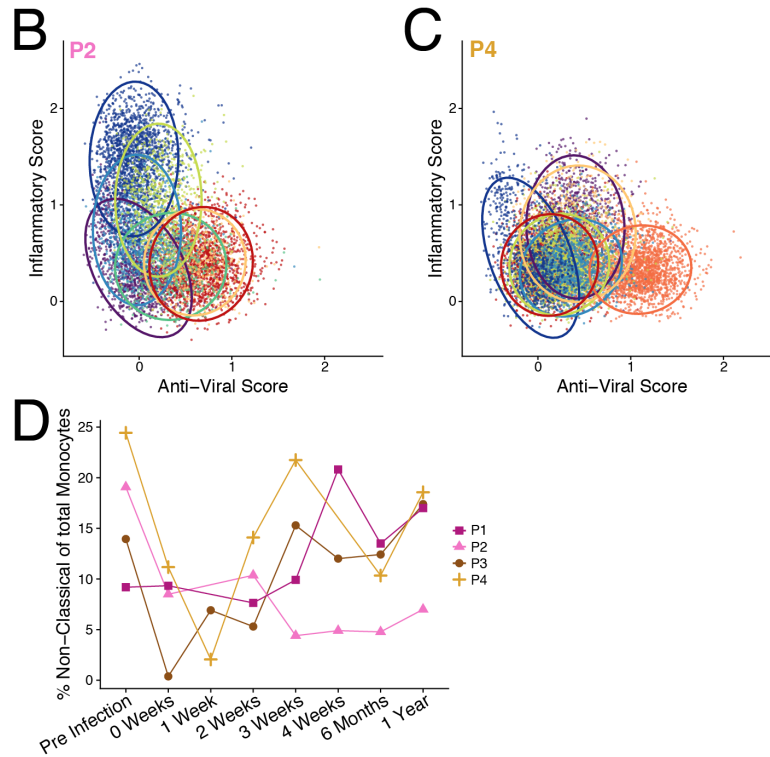 B
P2
Inflammatory Score
2
1
0
0
1
2
Anti−Viral Score
C
P4
Inflammatory Score
2
1
0
0
1
2
Anti−Viral Score
D
% Non−Classical of total Monocytes
25
20
15
10
5
0
Pre Infection
0 Weeks
1 Week
2 Weeks
3 Weeks
4 Weeks
6 Months
1 Year
P1
P2
P3
P4